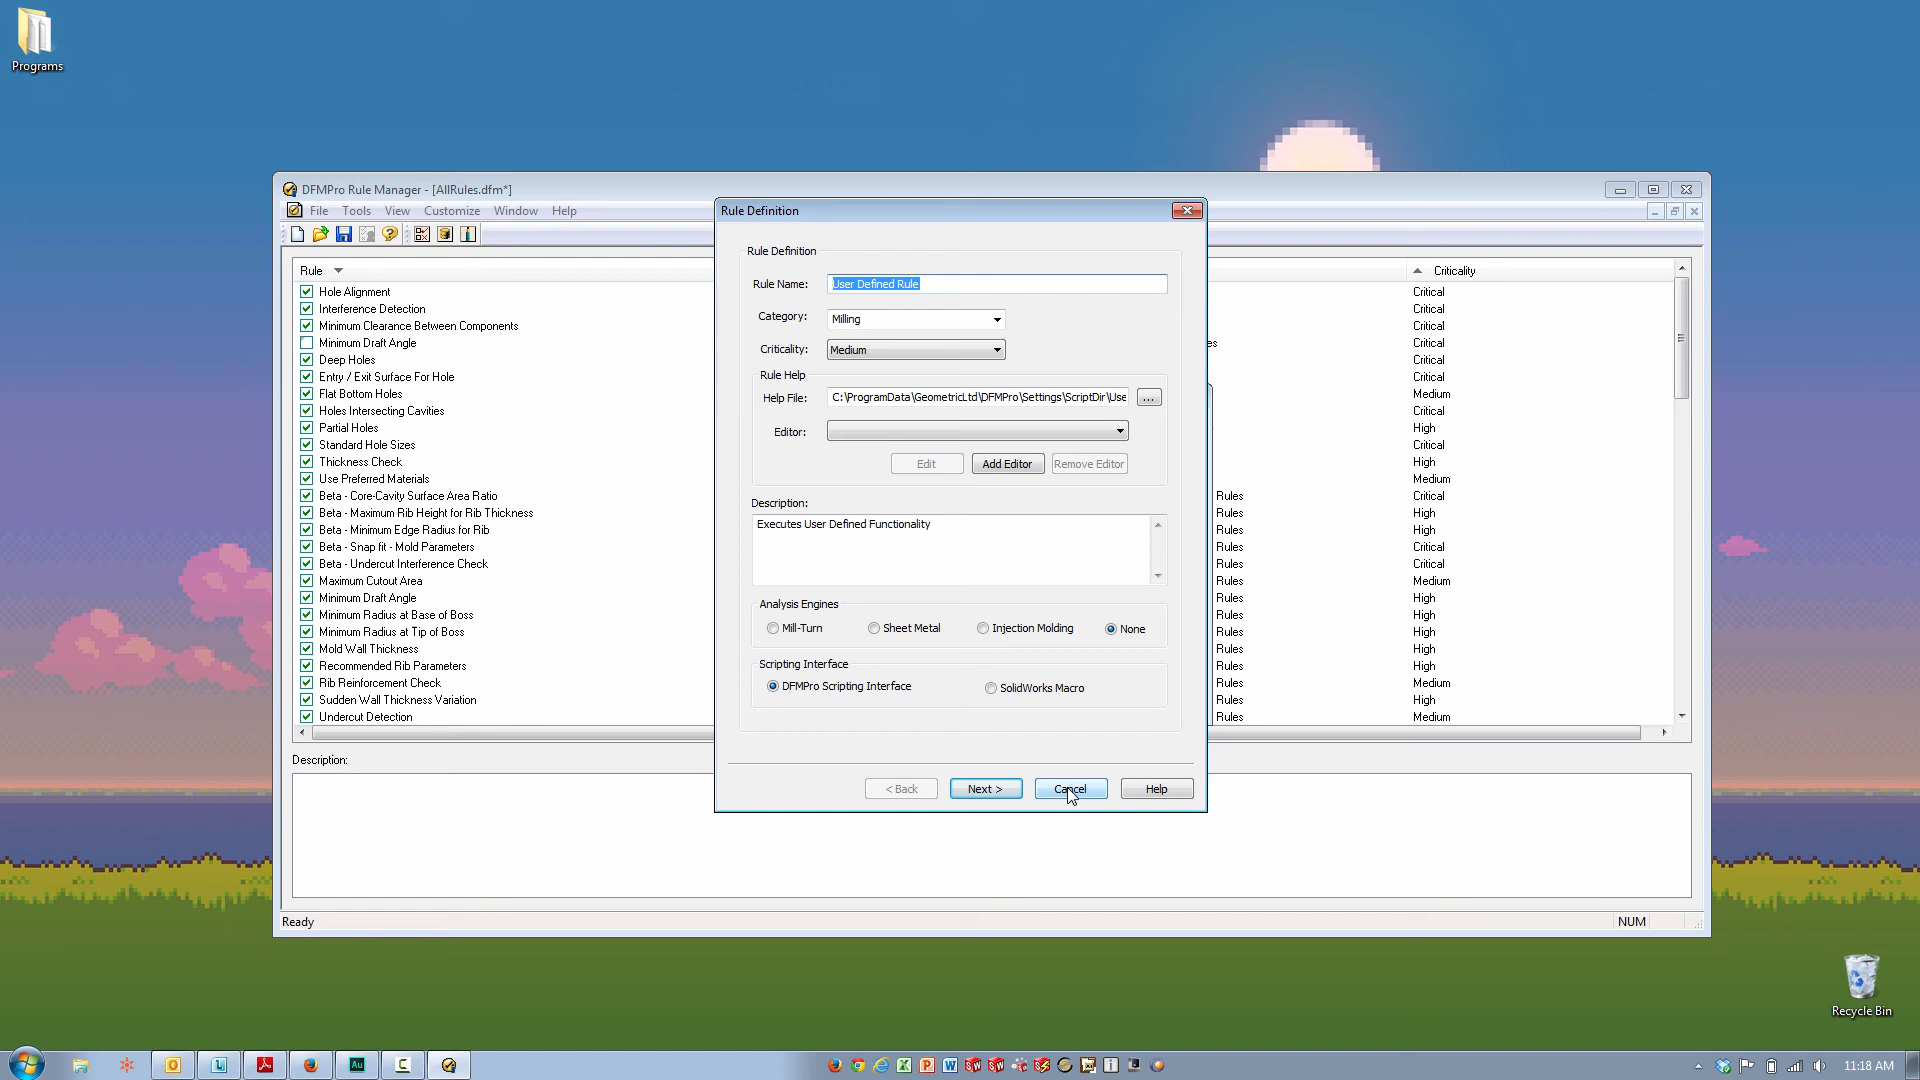 Programs
DFMPro Rule Manager - [AllRules.dfm*]
File Tools View Customize Window Help
Rule
Criticality
Hole Alignment Critical
Interference Detection Critical
Minimum Clearance Between Components Critical
Minimum Draft Angle es Critical
Deep Holes Critical
Entry / Exit Surface For Hole Critical
Flat Bottom Holes Medium
Holes Intersecting Cavities Critical
Partial Holes High
Standard Hole Sizes Critical
Thickness Check High
Use Preferred Materials Medium
Beta - Core-Cavity Surface Area Ratio Rules Critical
Beta - Maximum Rib Height for Rib Thickness Rules High
Beta - Minimum Edge Radius for Rib Rules High
Beta - Snap fit - Mold Parameters Rules Critical
Beta - Undercut Interference Check Rules Critical
Maximum Cutout Area Rules Medium
Minimum Draft Angle Rules High
Minimum Radius at Base of Boss Rules High
Minimum Radius at Tip of Boss Rules High
Mold Wall Thickness Rules High
Recommended Rib Parameters Rules High
Rib Reinforcement Check Rules Medium
Sudden Wall Thickness Variation Rules High
Undercut Detection Rules Medium
Description:
Ready
NUM
Rule Definition
Rule Definition
Rule Name: User Defined Rule
Category: Milling
Criticality: Medium
Rule Help
Help File: C:\ProgramData\GeometricLtd\DFMPro\Settings\ScriptDir\Use ...
Editor:
Edit Add Editor Remove Editor
Description:
Executes User Defined Functionality
Analysis Engines
Mill-Turn Sheet Metal Injection Molding None
Scripting Interface
DFMPro Scripting Interface SolidWorks Macro
< Back Next > Cancel Help
Recycle Bin
11:18 AM